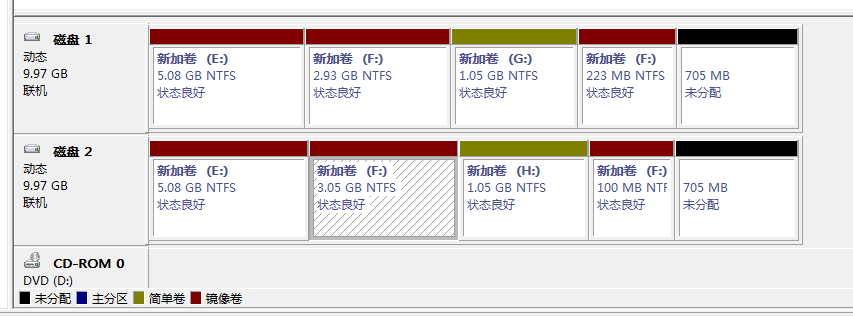 磁盘 1
动态
9.97 GB
联机
新加卷 (E:)
5.08 GB NTFS
状态良好
新加卷 (F:)
2.93 GB NTFS
状态良好
新加卷 (G:)
1.05 GB NTFS
状态良好
新加卷 (F:)
223 MB NTFS
状态良好
705 MB
未分配
磁盘 2
动态
9.97 GB
联机
新加卷 (E:)
5.08 GB NTFS
状态良好
新加卷 (F:)
3.05 GB NTFS
状态良好
新加卷 (H:)
1.05 GB NTFS
状态良好
新加卷 (F:)
100 MB NTF
状态良好
705 MB
未分配
CD-ROM 0
DVD (D:)
未分配 主分区 简单卷 镜像卷